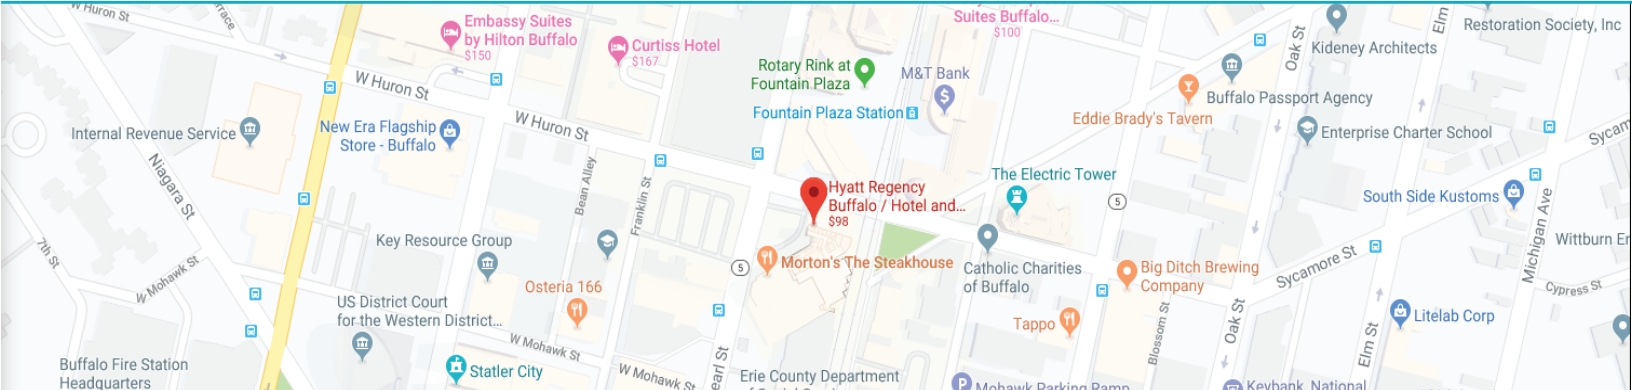 W Huron St
errace
Embassy Suites
by Hilton Buffalo
$150
Curtiss Hotel
$167
Suites Buffalo...
$100
Rotary Rink at
Fountain Plaza
M&T Bank
Fountain Plaza Station
Oak St
Elm
Restoration Society, Inc
Kideney Architects
Buffalo Passport Agency
Eddie Brady's Tavern
Enterprise Charter School
Sycam
W Huron St
W Huron St
Internal Revenue Service
New Era Flagship
Store - Buffalo
Niagara St
Bean Alley
Franklin St
Hyatt Regency
Buffalo / Hotel and...
$98
The Electric Tower
5
South Side Kustoms
Michigan Ave
Wittburn Er
7th St
W Mohawk St
Key Resource Group
Osteria 166
5
Morton's The Steakhouse
Catholic Charities
of Buffalo
Big Ditch Brewing
Company
Sycamore St
Cypress St
US District Court
for the Western District...
Tappo
Blossom St
Oak St
Elm St
Litelab Corp
Buffalo Fire Station
Headquarters
Statler City
W Mohawk St
W Mohawk St
earl St
Erie County Department
P
Mohawk Parking Ramp
Keybank National